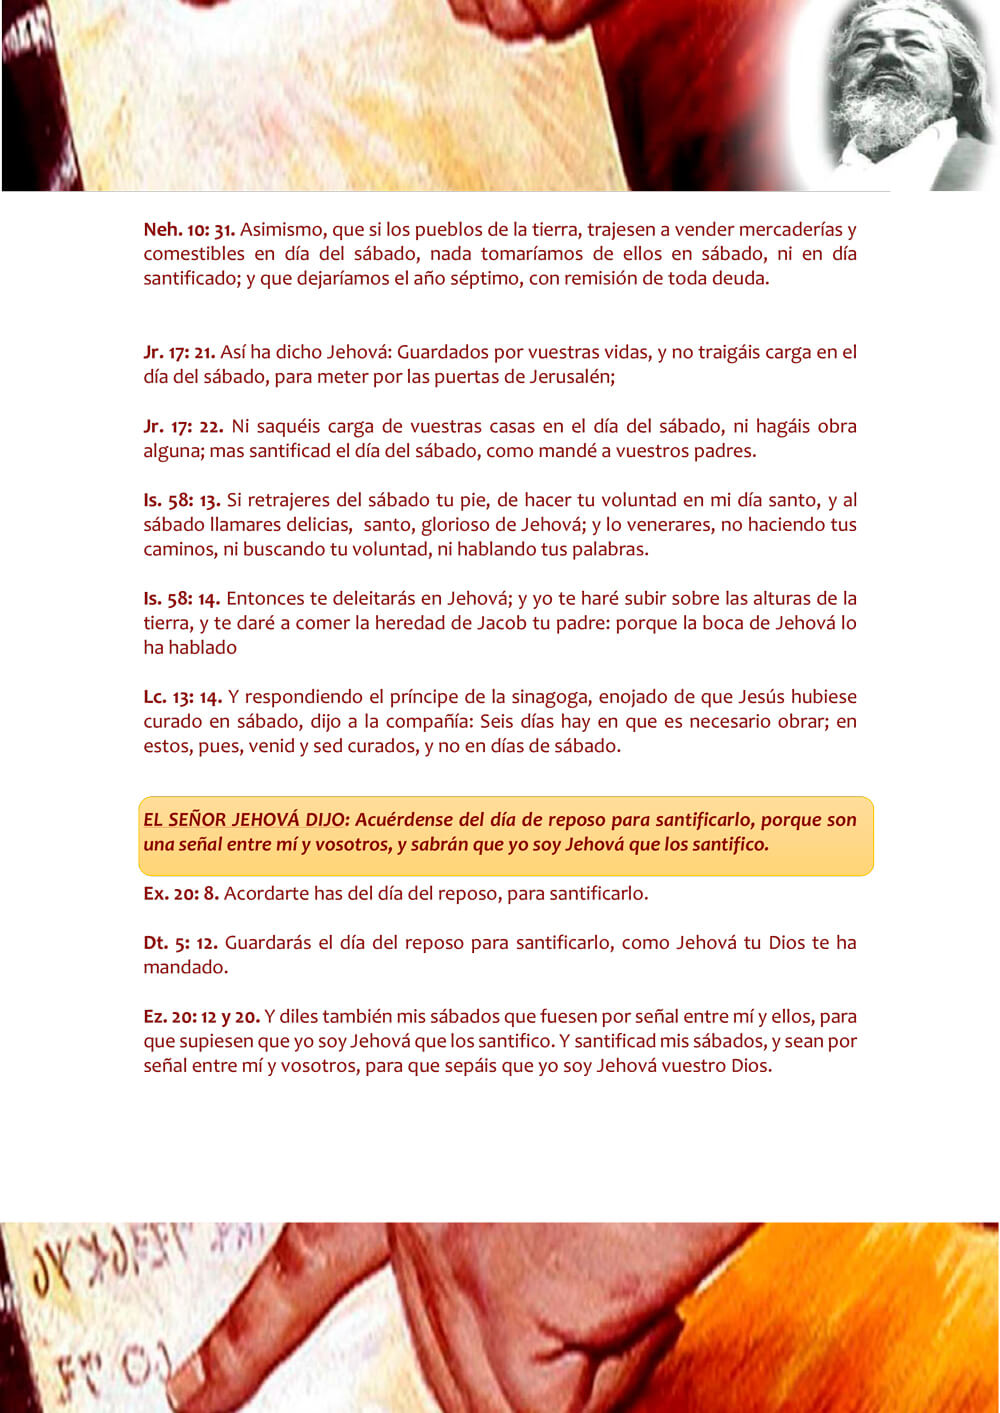 Neh. 10: 31. Asimismo, que si los pueblos de la tierra, trajesen a vender mercaderías y
comestibles en día del sábado, nada tomaríamos de ellos en sábado, ni en día
santificado; y que dejaríamos el año séptimo, con remisión de toda deuda.
Jr. 17: 21. Así ha dicho Jehová: Guardados por vuestras vidas, y no traigáis carga en el
día del sábado, para meter por las puertas de Jerusalén;
Jr. 17: 22. Ni saquéis carga de vuestras casas en el día del sábado, ni hagáis obra
alguna; mas santificad el día del sábado, como mandé a vuestros padres.
Is. 58: 13. Si retrajeres del sábado tu pie, de hacer tu voluntad en mi día santo, y al
sábado llamares delicias, santo, glorioso de Jehová; y lo venerares, no haciendo tus
caminos, ni buscando tu voluntad, ni hablando tus palabras.
Is. 58: 14. Entonces te deleitarás en Jehová; y yo te haré subir sobre las alturas de la
tierra, y te daré a comer la heredad de Jacob tu padre: porque la boca de Jehová lo
ha hablado
Lc. 13: 14. Y respondiendo el príncipe de la sinagoga, enojado de que Jesús hubiese
curado en sábado, dijo a la compañía: Seis días hay en que es necesario obrar; en
estos, pues, venid y sed curados, y no en días de sábado.
EL SEÑOR JEHOVÁ DIJO: Acuérdense del día de reposo para santificarlo, porque son
una señal entre mí y vosotros, y sabrán que yo soy Jehová que los santifico.
Ex. 20: 8. Acordarte has del día del reposo, para santificarlo.
Dt. 5: 12. Guardarás el día del reposo para santificarlo, como Jehová tu Dios te ha
mandado.
Ez. 20: 12 y 20. Y diles también mis sábados que fuesen por señal entre mí y ellos, para
que supiesen que yo soy Jehová que los santifico. Y santificad mis sábados, y sean por
señal entre mí y vosotros, para que sepáis que yo soy Jehová vuestro Dios.